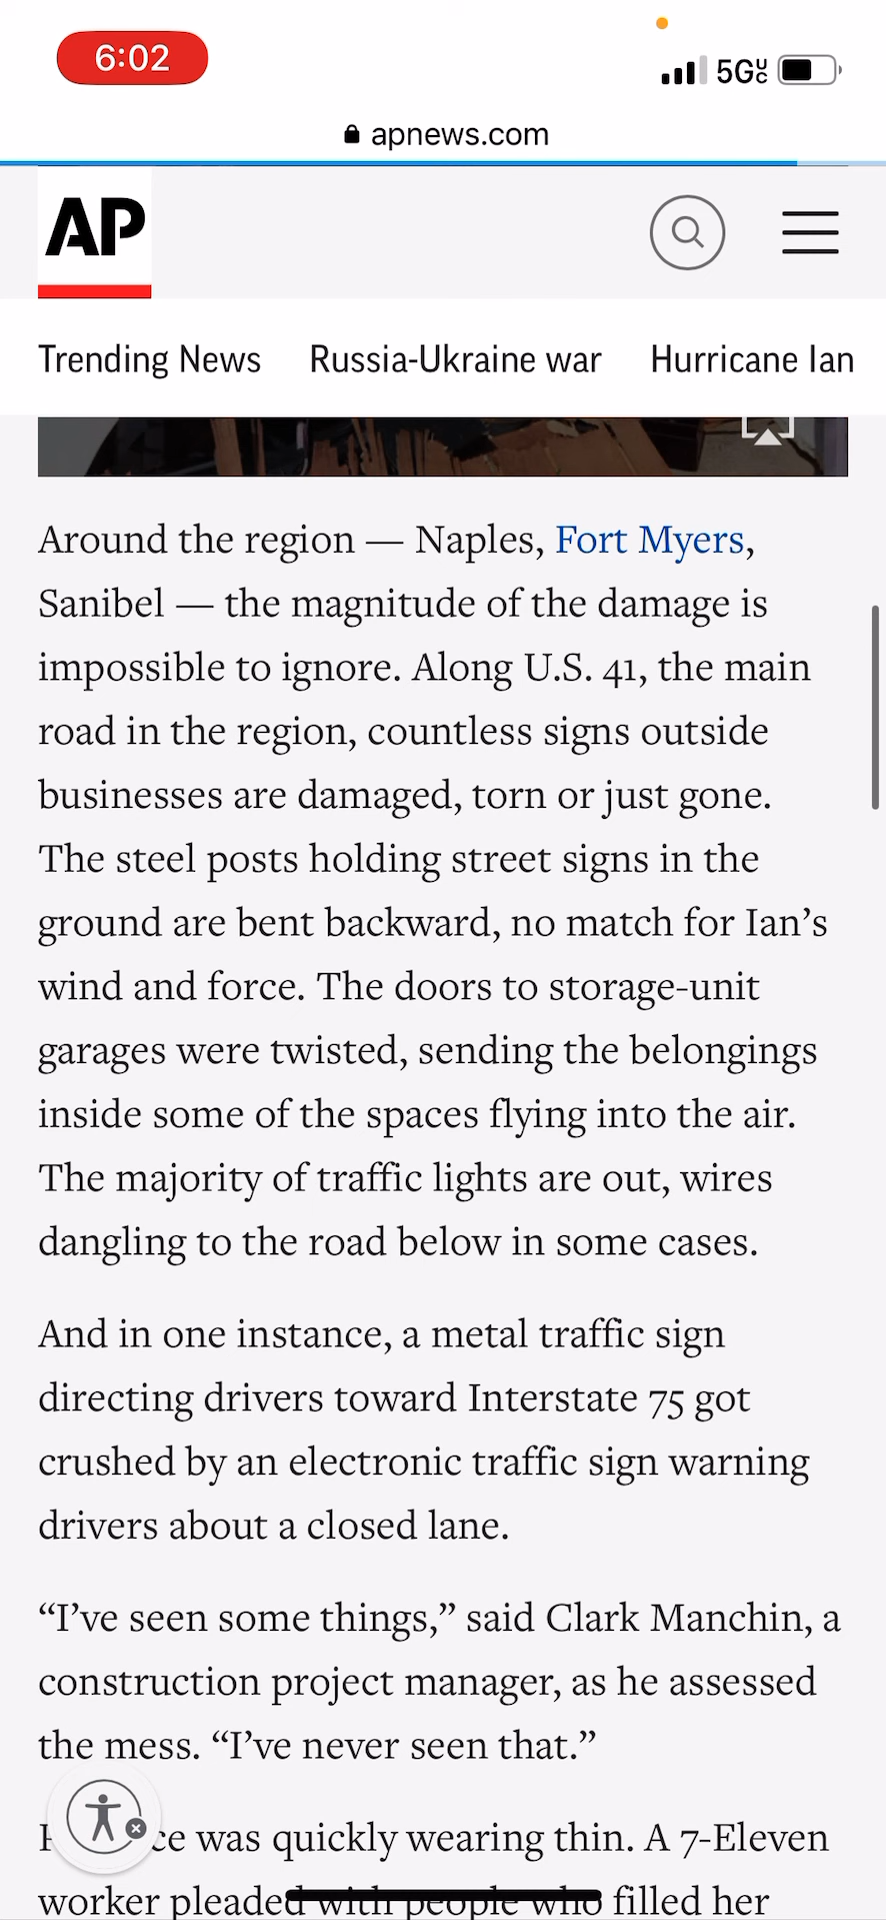 6:02
5G UC
apnews.com
AP
Trending News Russia-Ukraine war Hurricane Ian
Around the region — Naples, Fort Myers,
Sanibel — the magnitude of the damage is
impossible to ignore. Along U.S. 41, the main
road in the region, countless signs outside
businesses are damaged, torn or just gone.
The steel posts holding street signs in the
ground are bent backward, no match for Ian’s
wind and force. The doors to storage-unit
garages were twisted, sending the belongings
inside some of the spaces flying into the air.
The majority of traffic lights are out, wires
dangling to the road below in some cases.
And in one instance, a metal traffic sign
directing drivers toward Interstate 75 got
crushed by an electronic traffic sign warning
drivers about a closed lane.
“I’ve seen some things,” said Clark Manchin, a
construction project manager, as he assessed
the mess. “I’ve never seen that.”
was quickly wearing thin. A 7-Eleven
worker pleaded with people who filled her